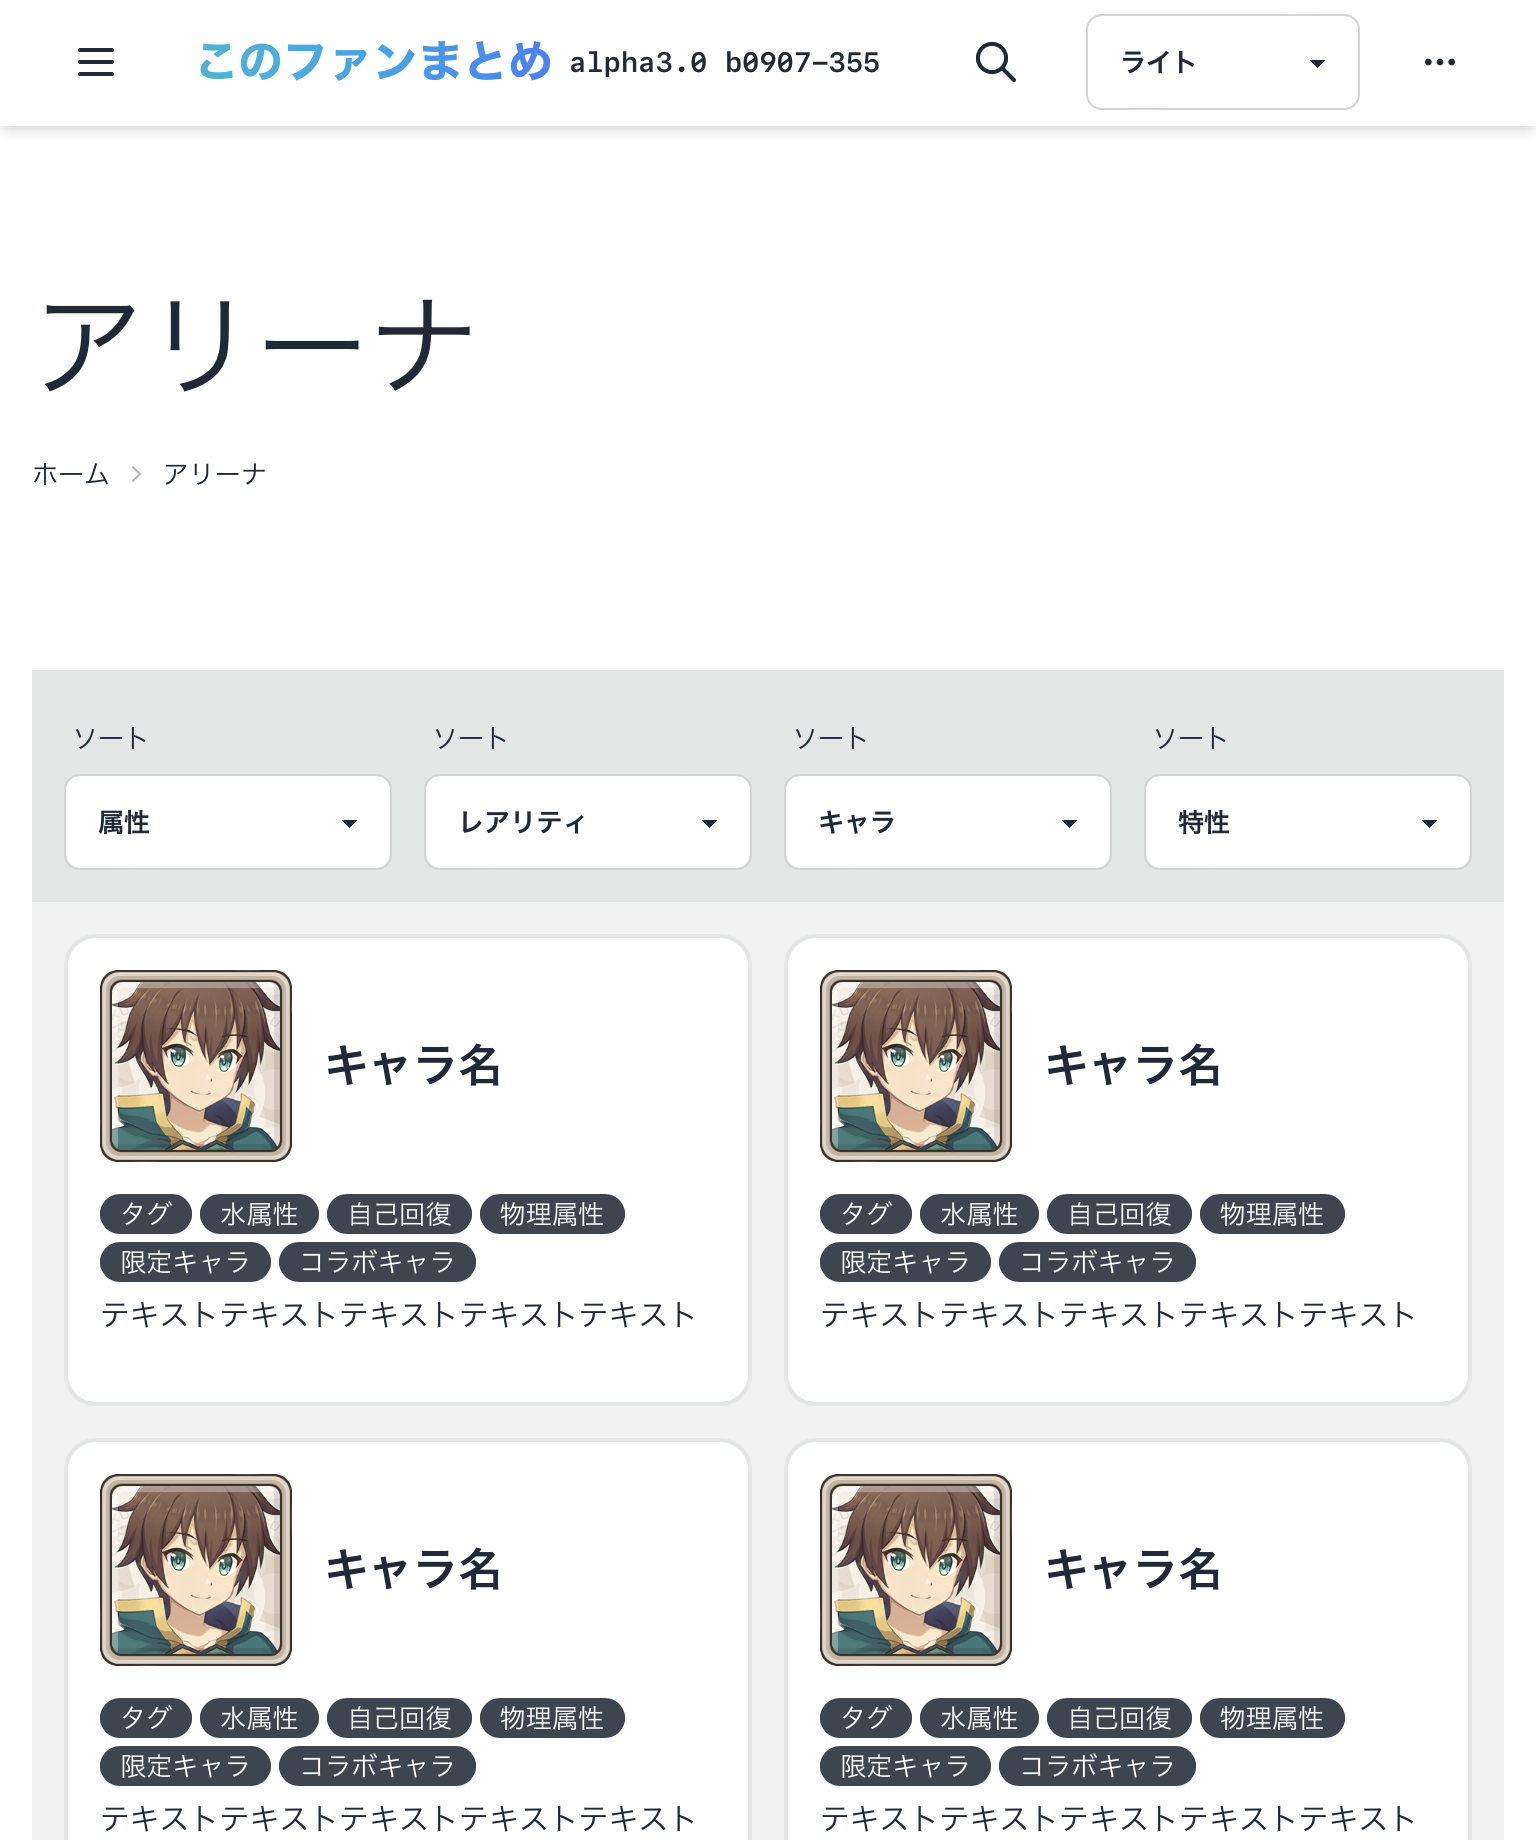 このファンまとめ alpha3.0 b0907-355 ライト
アリーナ
ホーム アリーナ
ソート ソート ソート ソート
属性 レアリティ キャラ 特性
キャラ名
タグ 水属性 自己回復 物理属性
限定キャラ コラボキャラ
テキストテキストテキストテキストテキスト
キャラ名
タグ 水属性 自己回復 物理属性
限定キャラ コラボキャラ
テキストテキストテキストテキストテキスト
キャラ名
タグ 水属性 自己回復 物理属性
限定キャラ コラボキャラ
テキストテキストテキストテキストテキスト
キャラ名
タグ 水属性 自己回復 物理属性
限定キャラ コラボキャラ
テキストテキストテキストテキストテキスト